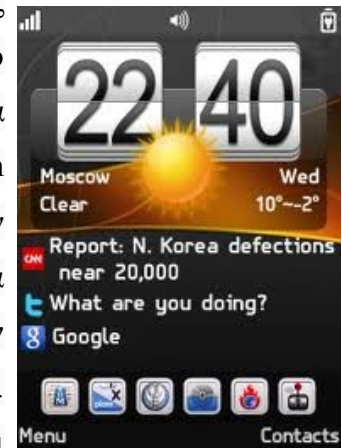 22 40
Moscow Wed
Clear 10°~-2°
CNN Report: N. Korea defections
near 20,000
What are you doing?
Google
Menu Contacts